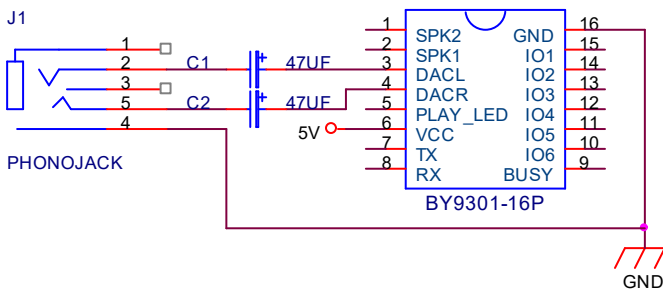 J1
1
2
3
5
4
PHONOJACK
C1
47UF
C2
47UF
5V
1
2
3
4
5
6
7
8
SPK2
SPK1
DACL
DACR
PLAY_LED
VCC
TX
RX
GND
IO1
IO2
IO3
IO4
IO5
IO6
BUSY
16
15
14
13
12
11
10
9
BY9301-16P
GND